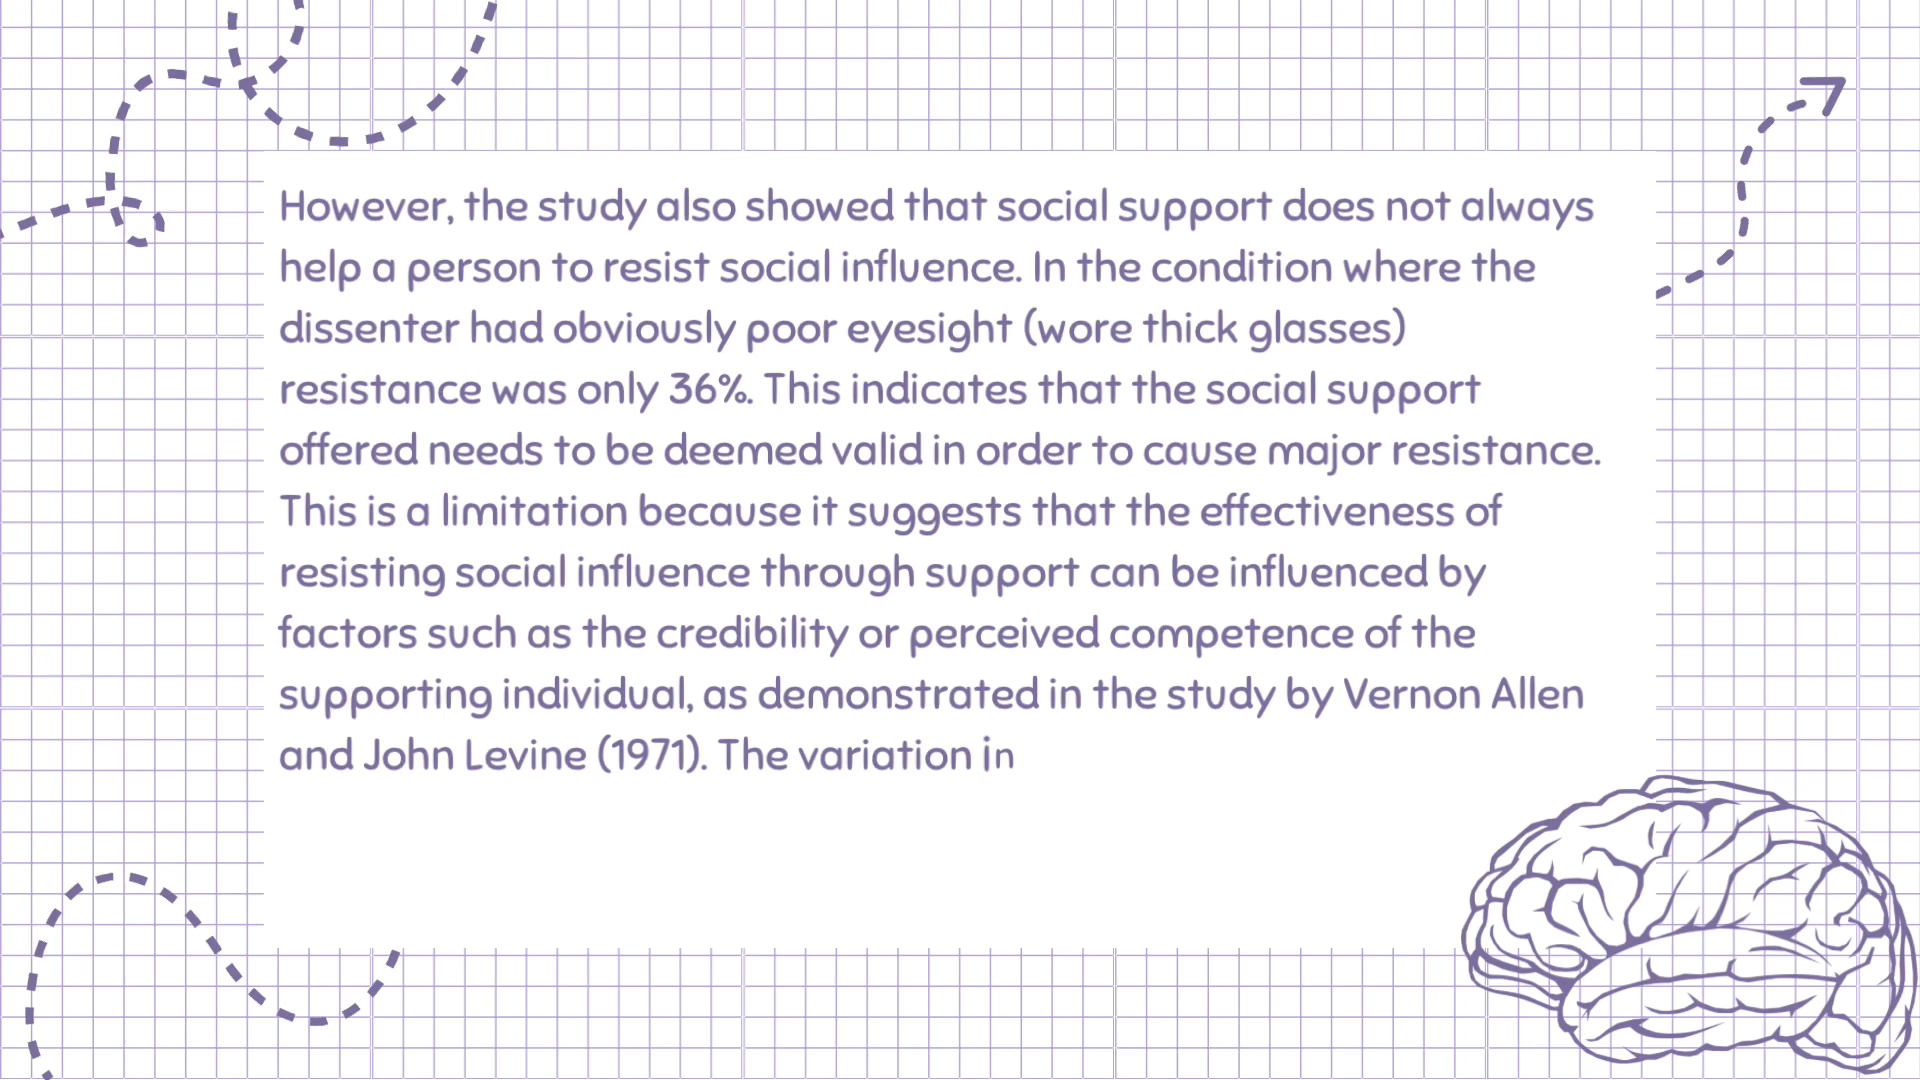 However, the study also showed that social support does not always
help a person to resist social influence. In the condition where the
dissenter had obviously poor eyesight (wore thick glasses)
resistance was only 36%. This indicates that the social support
offered needs to be deemed valid in order to cause major resistance.
This is a limitation because it suggests that the effectiveness of
resisting social influence through support can be influenced by
factors such as the credibility or perceived competence of the
supporting individual, as demonstrated in the study by Vernon Allen
and John Levine (1971). The variation in